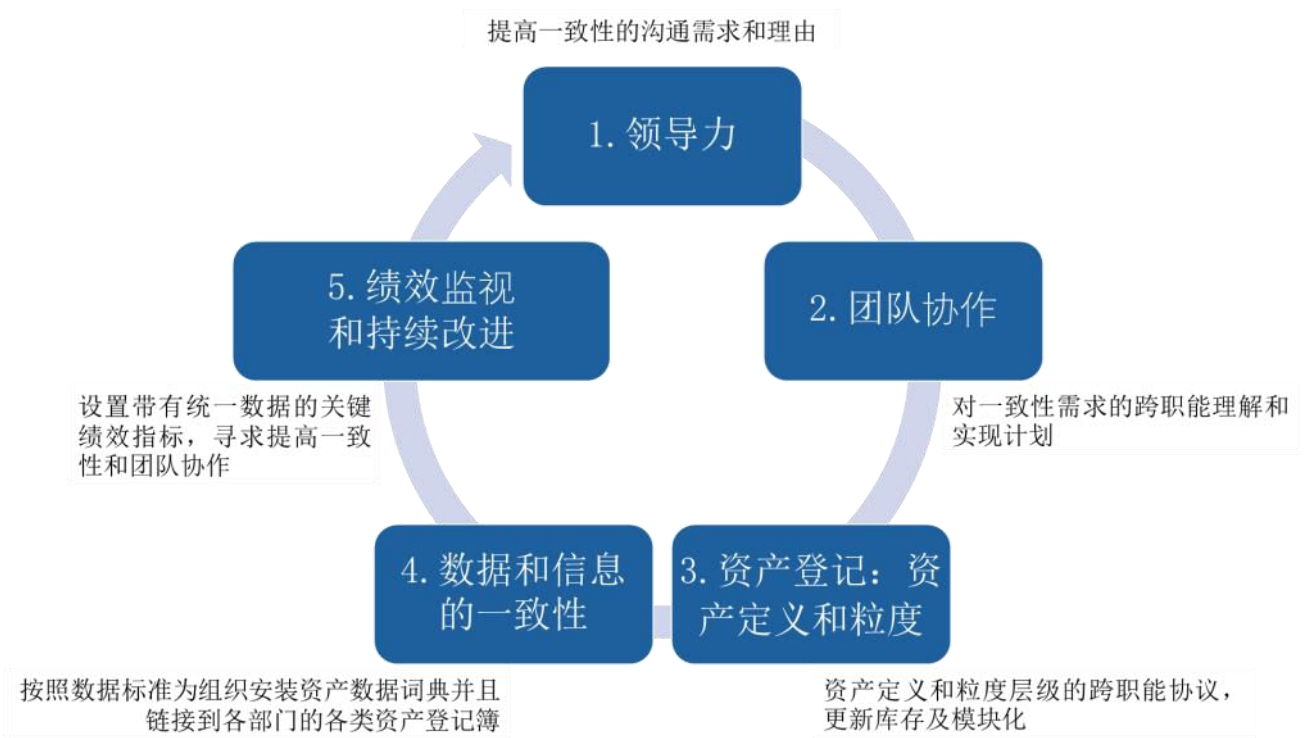 提高一致性的沟通需求和理由
1.领导力
2.团队协作
对一致性需求的跨职能理解和
实现计划
3.资产登记：资
产定义和粒度
资产定义和粒度层级的跨职能协议，
更新库存及模块化
4.数据和信息
的一致性
按照数据标准为组织安装资产数据词典并且
链接到各部门的各类资产登记簿
5.绩效监视
和持续改进
设置带有统一数据的关键
绩效指标，寻求提高一致
性和团队协作